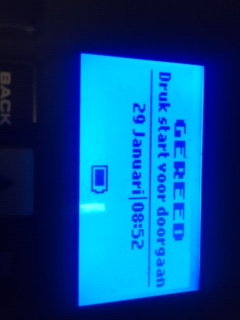 GEREED
Druk start voor doorgaan
29 Januari|08:52
BACK